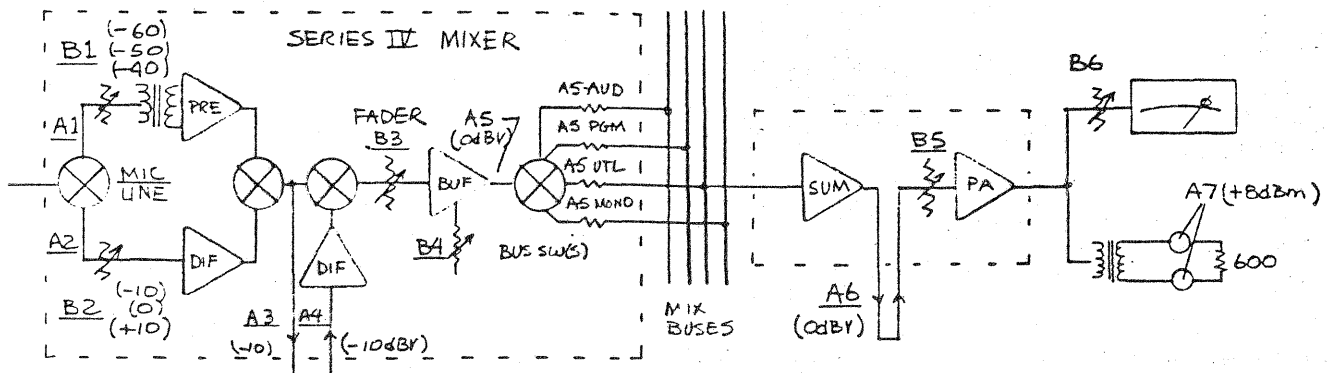 SERIES IV MIXER
B1 (-60)
(-50)
(-40)
PRE
A1
MIC
LINE
A2
DIF
B2 (-10)
(0)
(+10)
A3
(-10)
A4
(-10dBV)
DIF
FADER
B3
BUF
B4
A5
(0dBV)
A5-AUD
A5 PGM
A5 UTL
A5 MONO
BUS SW(S)
MIX
BUSES
SUM
A6
(0dBV)
B5
PA
B6
A7 (+8dBm)
600